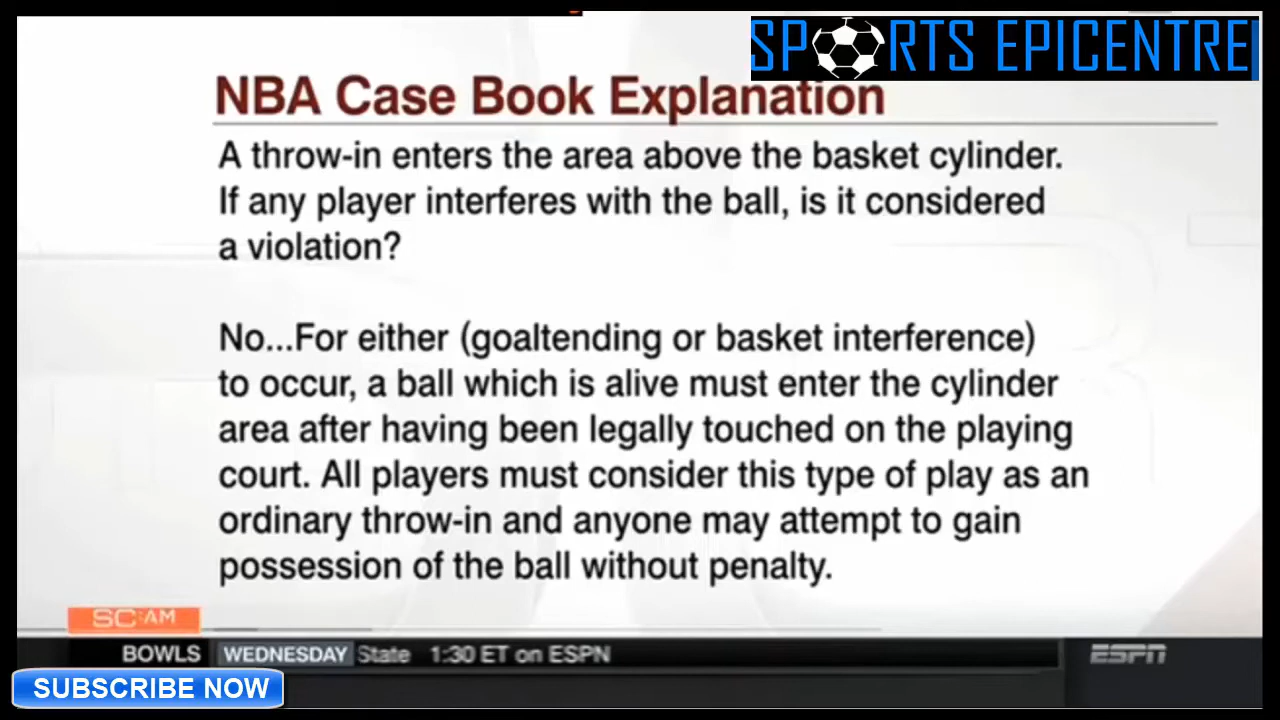 SPORTS EPICENTRE
NBA Case Book Explanation
A throw-in enters the area above the basket cylinder.
If any player interferes with the ball, is it considered
a violation?
No...For either (goaltending or basket interference)
to occur, a ball which is alive must enter the cylinder
area after having been legally touched on the playing
court. All players must consider this type of play as an
ordinary throw-in and anyone may attempt to gain
possession of the ball without penalty.
SC:AM
BOWLS WEDNESDAY State 1:30 ET on ESPN ESPN
SUBSCRIBE NOW